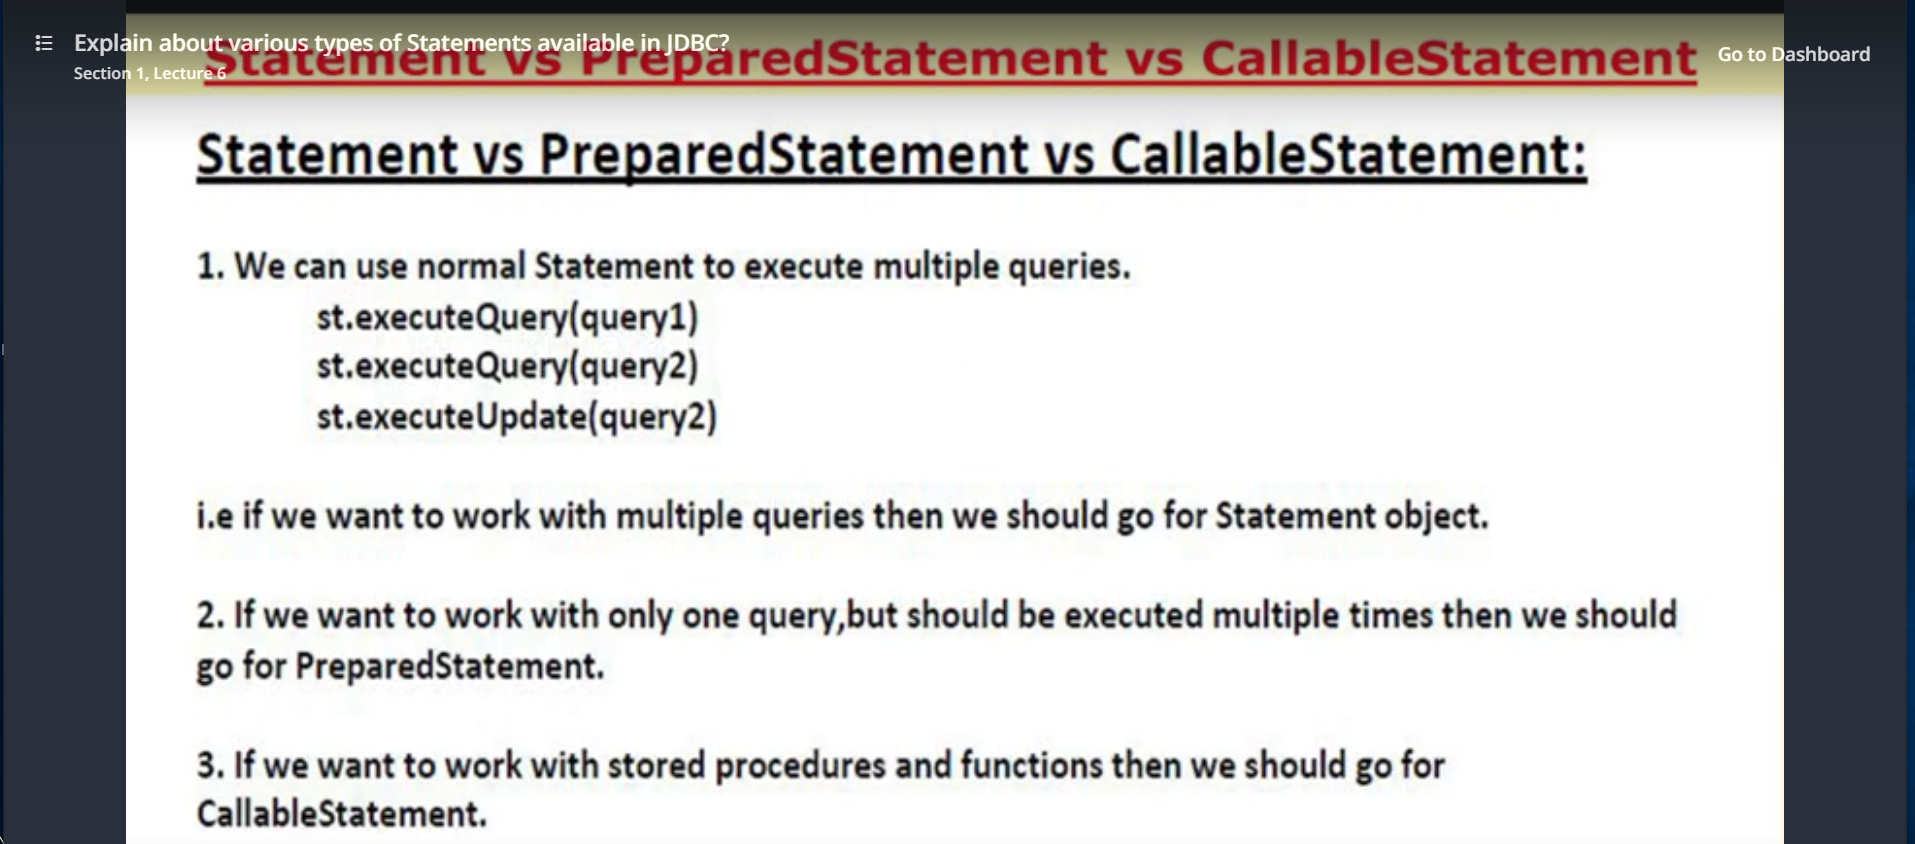 Explain about various types of Statements available in JDBC?
Section 1, Lecture 6
Go to Dashboard
Statement vs PreparedStatement vs CallableStatement
Statement vs PreparedStatement vs CallableStatement:
1. We can use normal Statement to execute multiple queries.
st.executeQuery(query1)
st.executeQuery(query2)
st.executeUpdate(query2)
i.e if we want to work with multiple queries then we should go for Statement object.
2. If we want to work with only one query,but should be executed multiple times then we should
go for PreparedStatement.
3. If we want to work with stored procedures and functions then we should go for
CallableStatement.